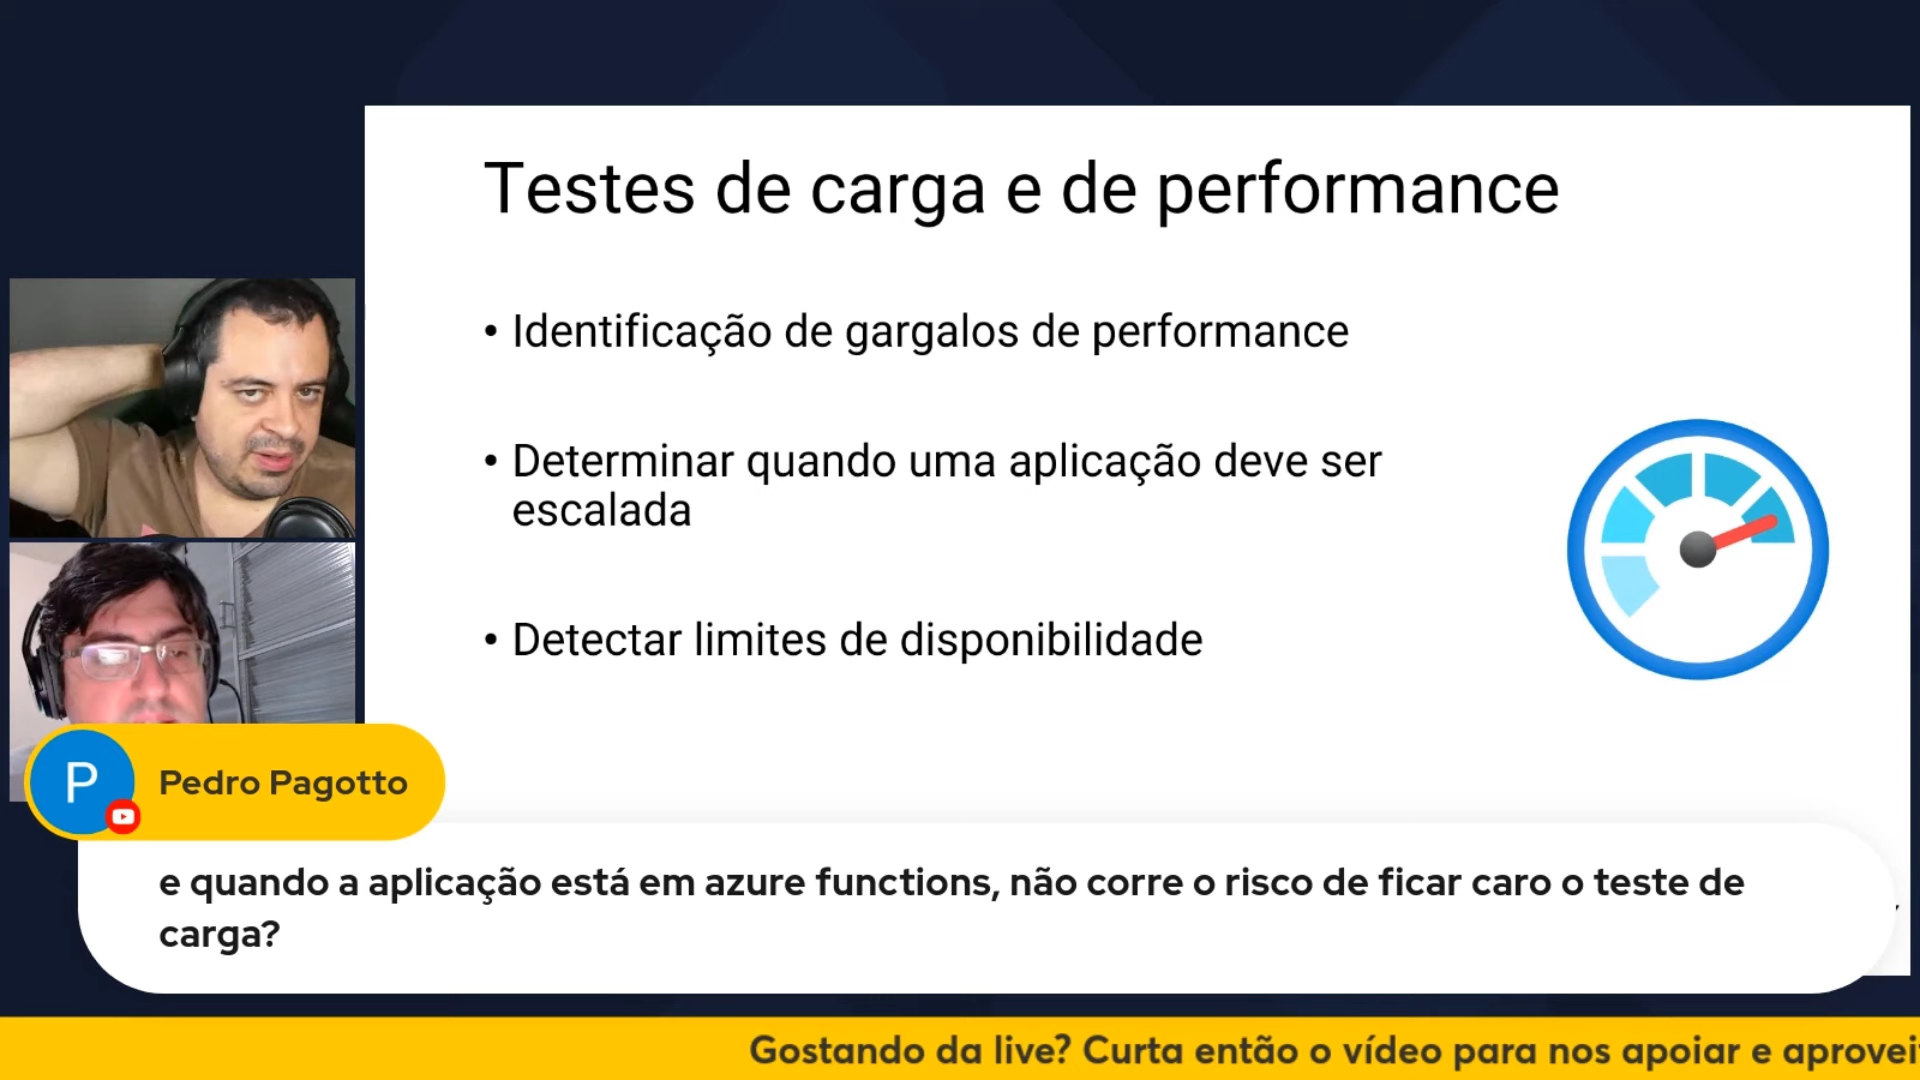 Testes de carga e de performance
• Identificação de gargalos de performance
• Determinar quando uma aplicação deve ser
escalada
• Detectar limites de disponibilidade
P
Pedro Pagotto
e quando a aplicação está em azure functions, não corre o risco de ficar caro o teste de
carga?
Gostando da live? Curta então o vídeo para nos apoiar e aprovei